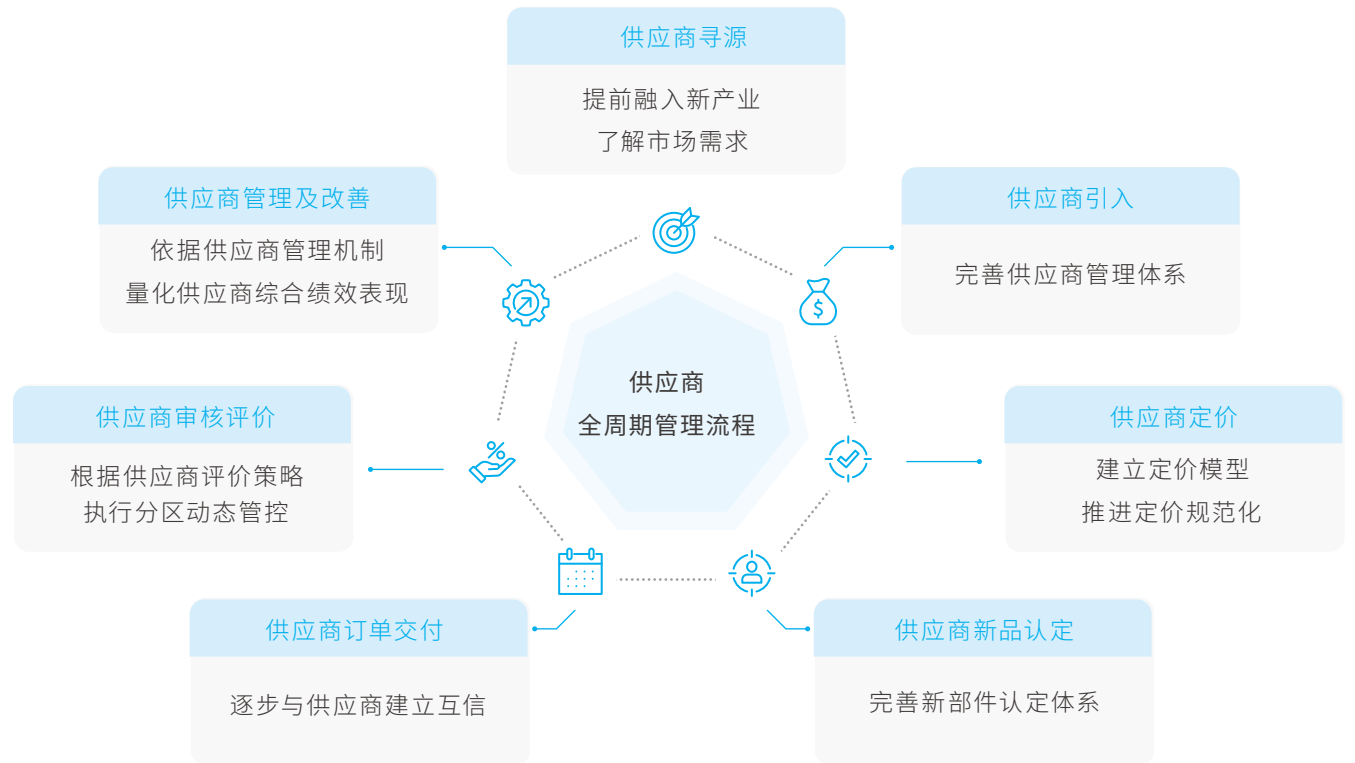 供应商寻源
提前融入新产业
了解市场需求
供应商引入
完善供应商管理体系
供应商定价
建立定价模型
推进定价规范化
供应商新品认定
完善新部件认定体系
供应商订单交付
逐步与供应商建立互信
供应商审核评价
根据供应商评价策略
执行分区动态管控
供应商管理及改善
依据供应商管理机制
量化供应商综合绩效表现
供应商
全周期管理流程
$
%